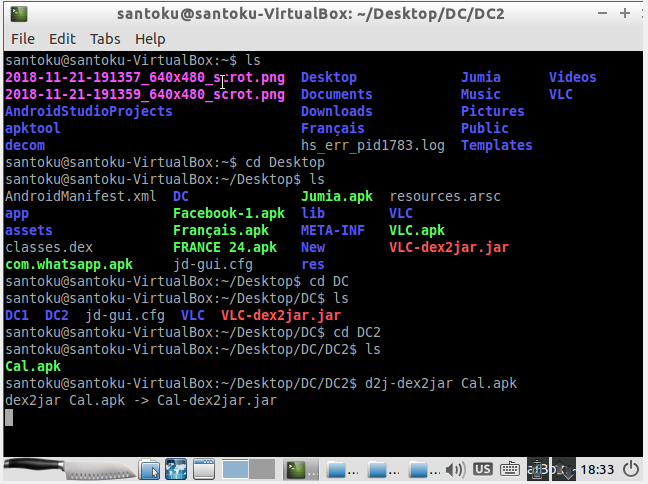 santoku@santoku-VirtualBox: ~/Desktop/DC/DC2
File Edit Tabs Help
santoku@santoku-VirtualBox:~$ ls
2018-11-21-191357_640x480_scrot.png Desktop Jumia Videos
2018-11-21-191359_640x480_scrot.png Documents Music VLC
AndroidStudioProjects Downloads Pictures
apktool Français Public
decom hs_err_pid1783.log Templates
santoku@santoku-VirtualBox:~$ cd Desktop
santoku@santoku-VirtualBox:~/Desktop$ ls
AndroidManifest.xml DC Jumia.apk resources.arsc
app Facebook-1.apk lib VLC
assets Français.apk META-INF VLC.apk
classes.dex FRANCE 24.apk New VLC-dex2jar.jar
com.whatsapp.apk jd-gui.cfg res
santoku@santoku-VirtualBox:~/Desktop$ cd DC
santoku@santoku-VirtualBox:~/Desktop/DC$ ls
DC1 DC2 jd-gui.cfg VLC VLC-dex2jar.jar
santoku@santoku-VirtualBox:~/Desktop/DC$ cd DC2
santoku@santoku-VirtualBox:~/Desktop/DC/DC2$ ls
Cal.apk
santoku@santoku-VirtualBox:~/Desktop/DC/DC2$ d2j-dex2jar Cal.apk
dex2jar Cal.apk -> Cal-dex2jar.jar
... ... ... ... US 18:33